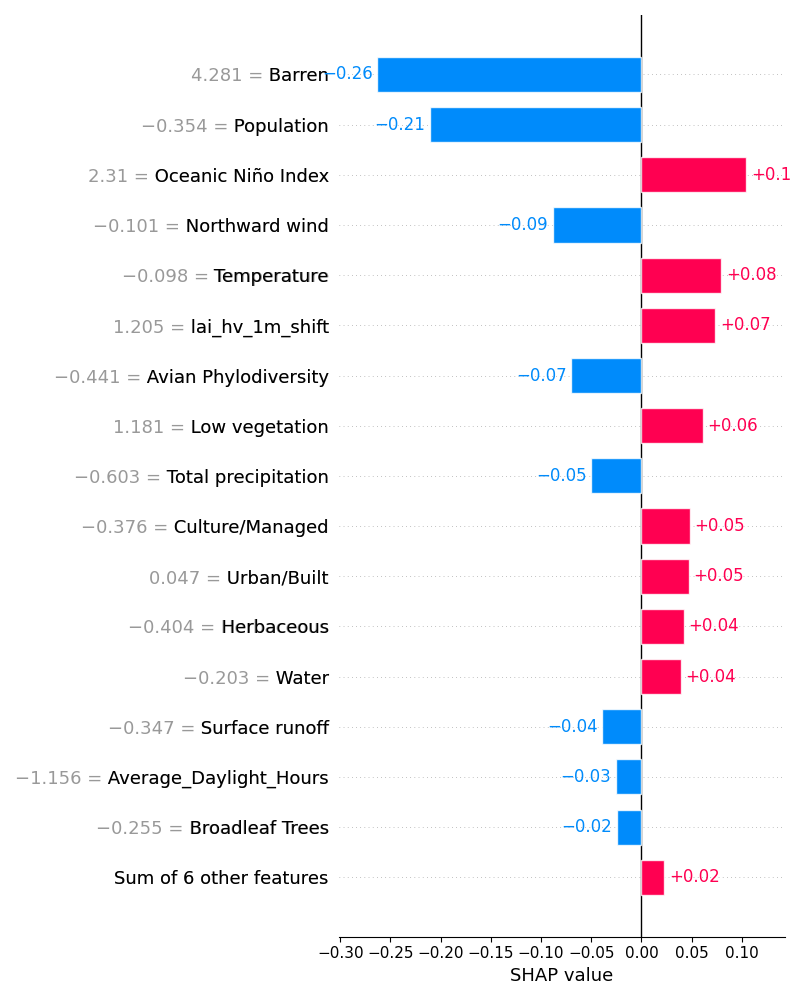 4.281 = Barren −0.26
−0.354 = Population −0.21
2.31 = Oceanic Niño Index +0.1
−0.101 = Northward wind −0.09
−0.098 = Temperature +0.08
1.205 = lai_hv_1m_shift +0.07
−0.441 = Avian Phylodiversity −0.07
1.181 = Low vegetation +0.06
−0.603 = Total precipitation −0.05
−0.376 = Culture/Managed +0.05
0.047 = Urban/Built +0.05
−0.404 = Herbaceous +0.04
−0.203 = Water +0.04
−0.347 = Surface runoff −0.04
−1.156 = Average_Daylight_Hours −0.03
−0.255 = Broadleaf Trees −0.02
Sum of 6 other features +0.02
−0.30 −0.25 −0.20 −0.15 −0.10 −0.05 0.00 0.05 0.10
SHAP value